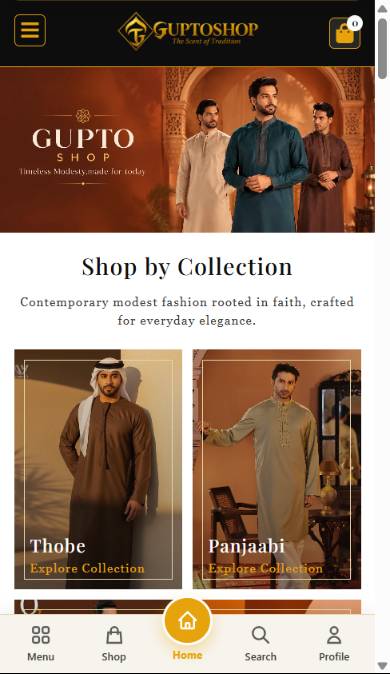 GUPTOSHOP
The Scent of Tradition
0
GUPTO
SHOP
Timeless Modesty,made for today
Shop by Collection
Contemporary modest fashion rooted in faith, crafted
for everyday elegance.
Thobe
Explore Collection
Panjaabi
Explore Collection
Menu
Shop
Home
Search
Profile